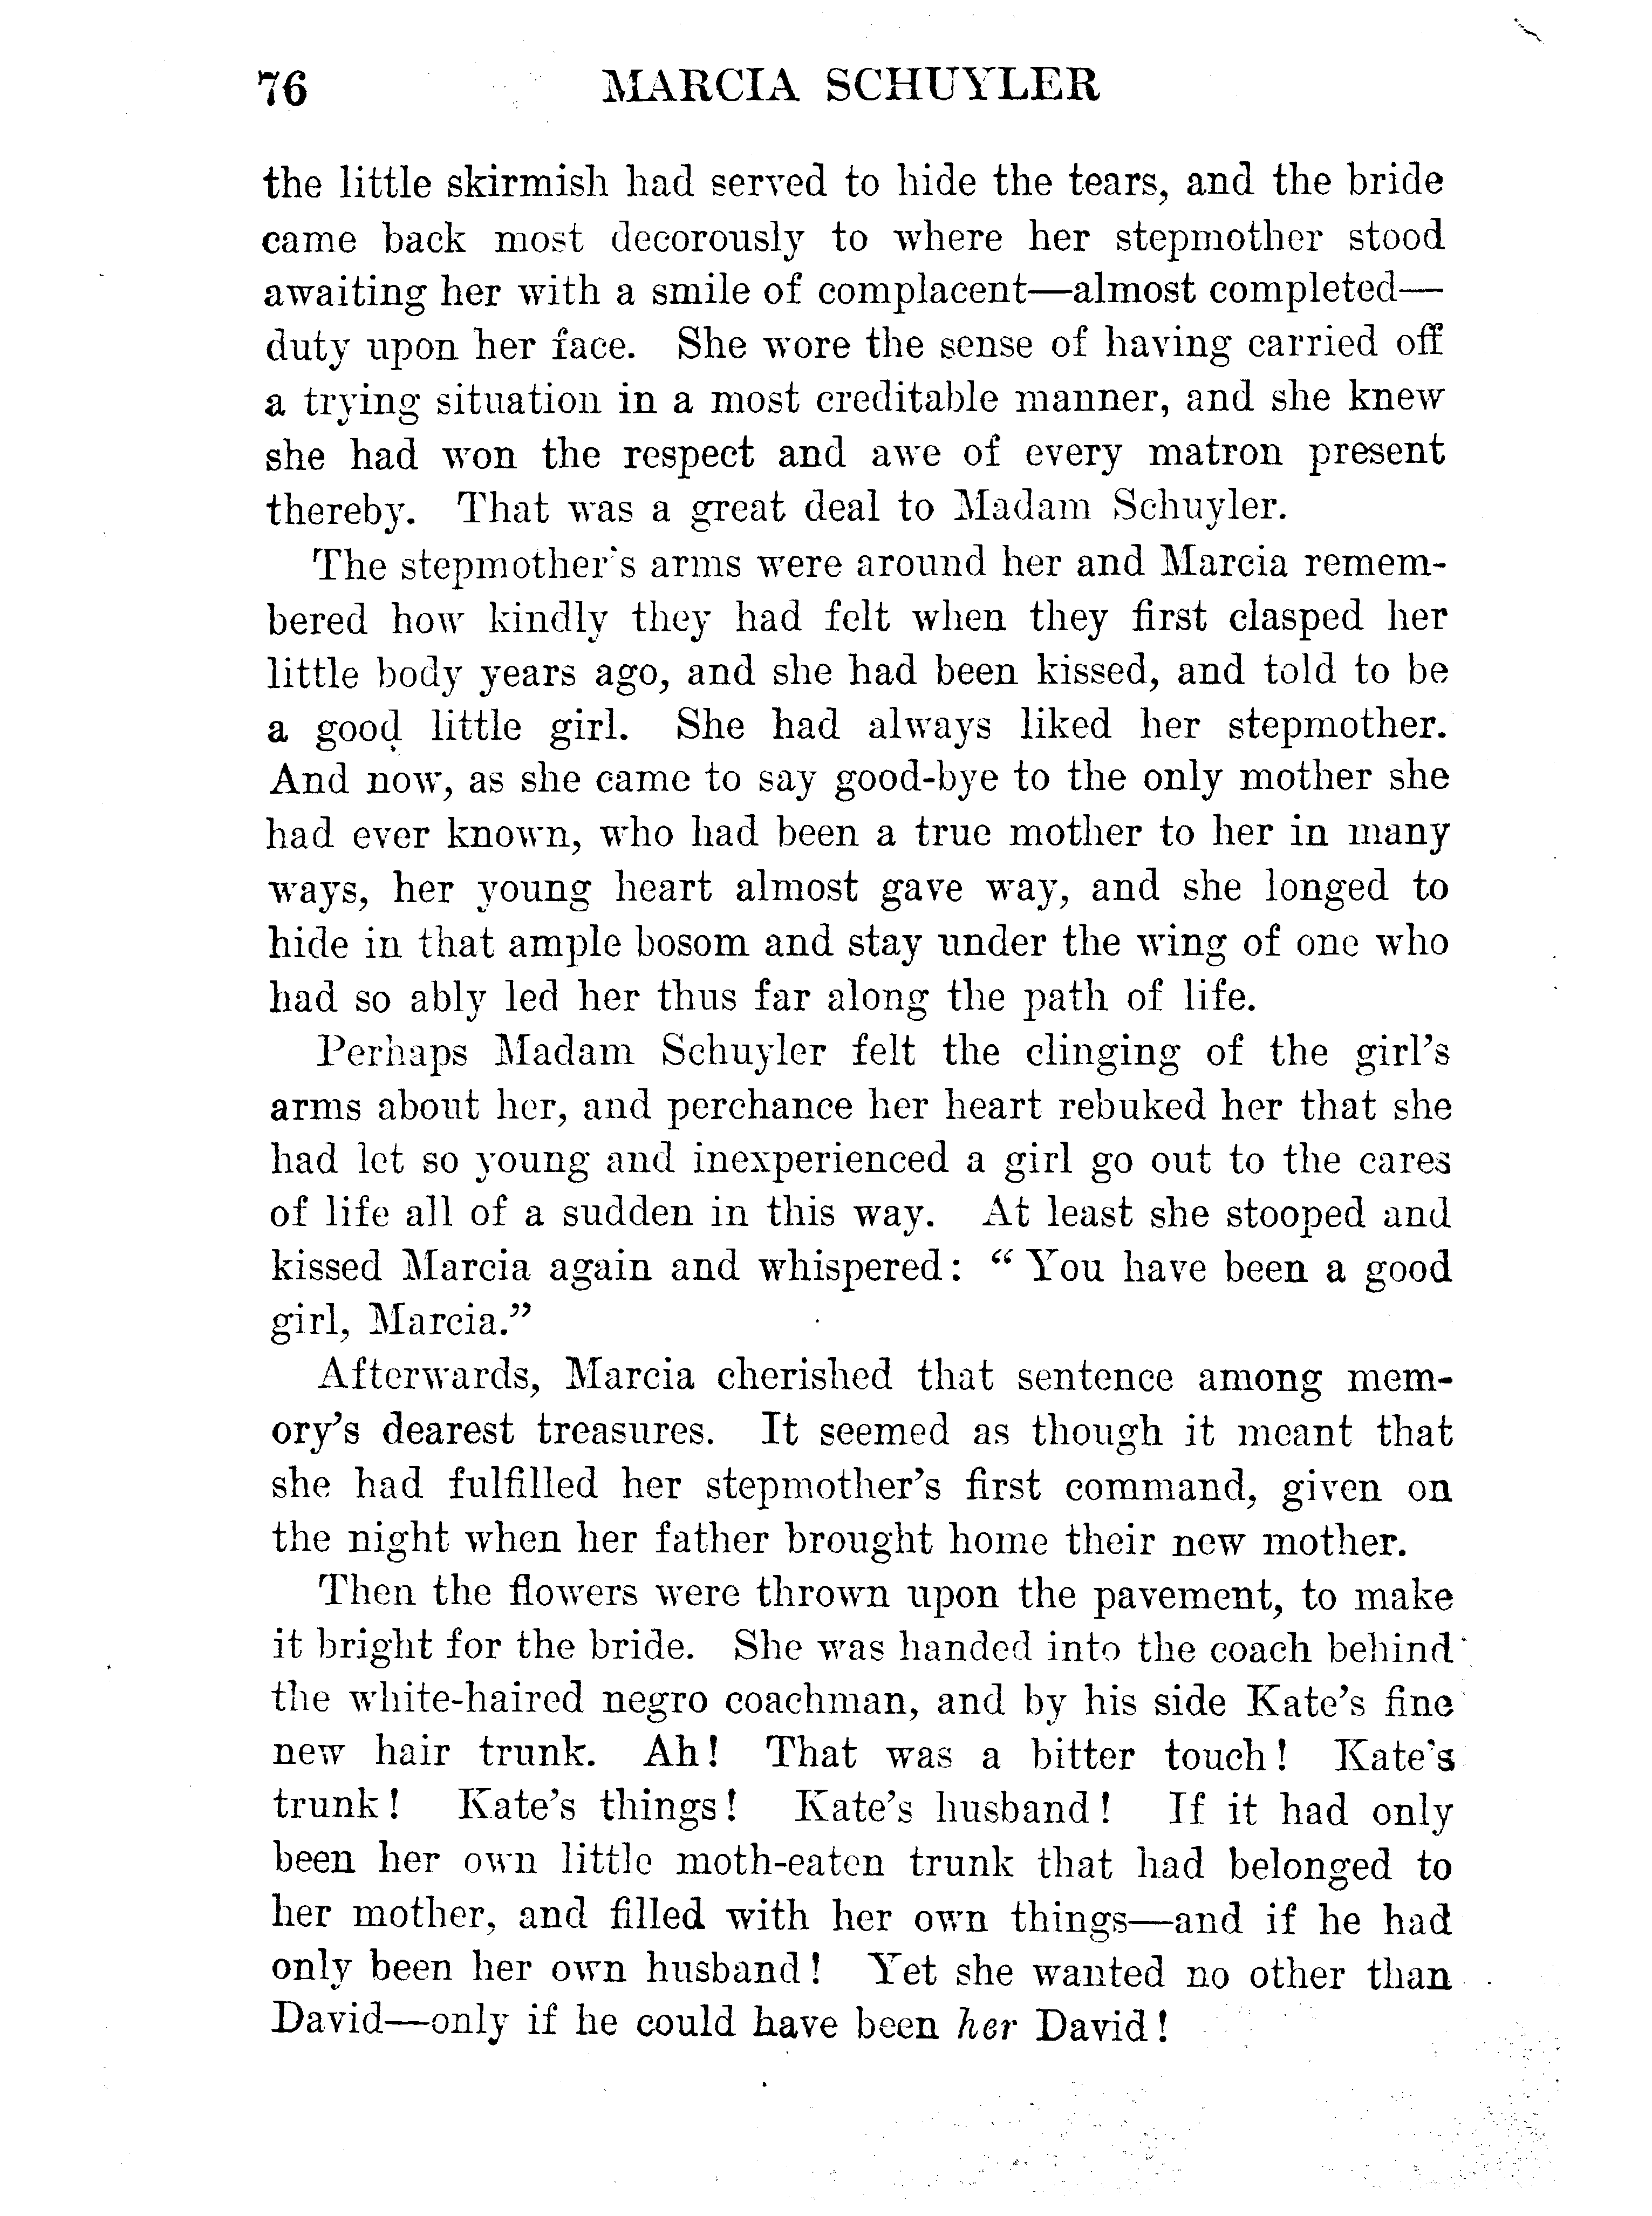 76 MARCIA SCHUYLER
the little skirmish had served to hide the tears, and the bride
came back most decorously to where her stepmother stood
awaiting her with a smile of complacent—almost completed—
duty upon her face. She wore the sense of having carried off
a trying situation in a most creditable manner, and she knew
she had won the respect and awe of every matron present
thereby. That was a great deal to Madam Schuyler.
The stepmother's arms were around her and Marcia remem-
bered how kindly they had felt when they first clasped her
little body years ago, and she had been kissed, and told to be
a good little girl. She had always liked her stepmother.
And now, as she came to say good-bye to the only mother she
had ever known, who had been a true mother to her in many
ways, her young heart almost gave way, and she longed to
hide in that ample bosom and stay under the wing of one who
had so ably led her thus far along the path of life.
Perhaps Madam Schuyler felt the clinging of the girl's
arms about her, and perchance her heart rebuked her that she
had let so young and inexperienced a girl go out to the cares
of life all of a sudden in this way. At least she stooped and
kissed Marcia again and whispered: “ You have been a good
girl, Marcia.”
Afterwards, Marcia cherished that sentence among mem-
ory's dearest treasures. It seemed as though it meant that
she had fulfilled her stepmother's first command, given on
the night when her father brought home their new mother.
Then the flowers were thrown upon the pavement, to make
it bright for the bride. She was handed into the coach behind
the white-haired negro coachman, and by his side Kate's fine
new hair trunk. Ah! That was a bitter touch! Kate's
trunk! Kate's things! Kate's husband! If it had only
been her own little moth-eaten trunk that had belonged to
her mother, and filled with her own things—and if he had
only been her own husband! Yet she wanted no other than
David—only if he could have been her David!